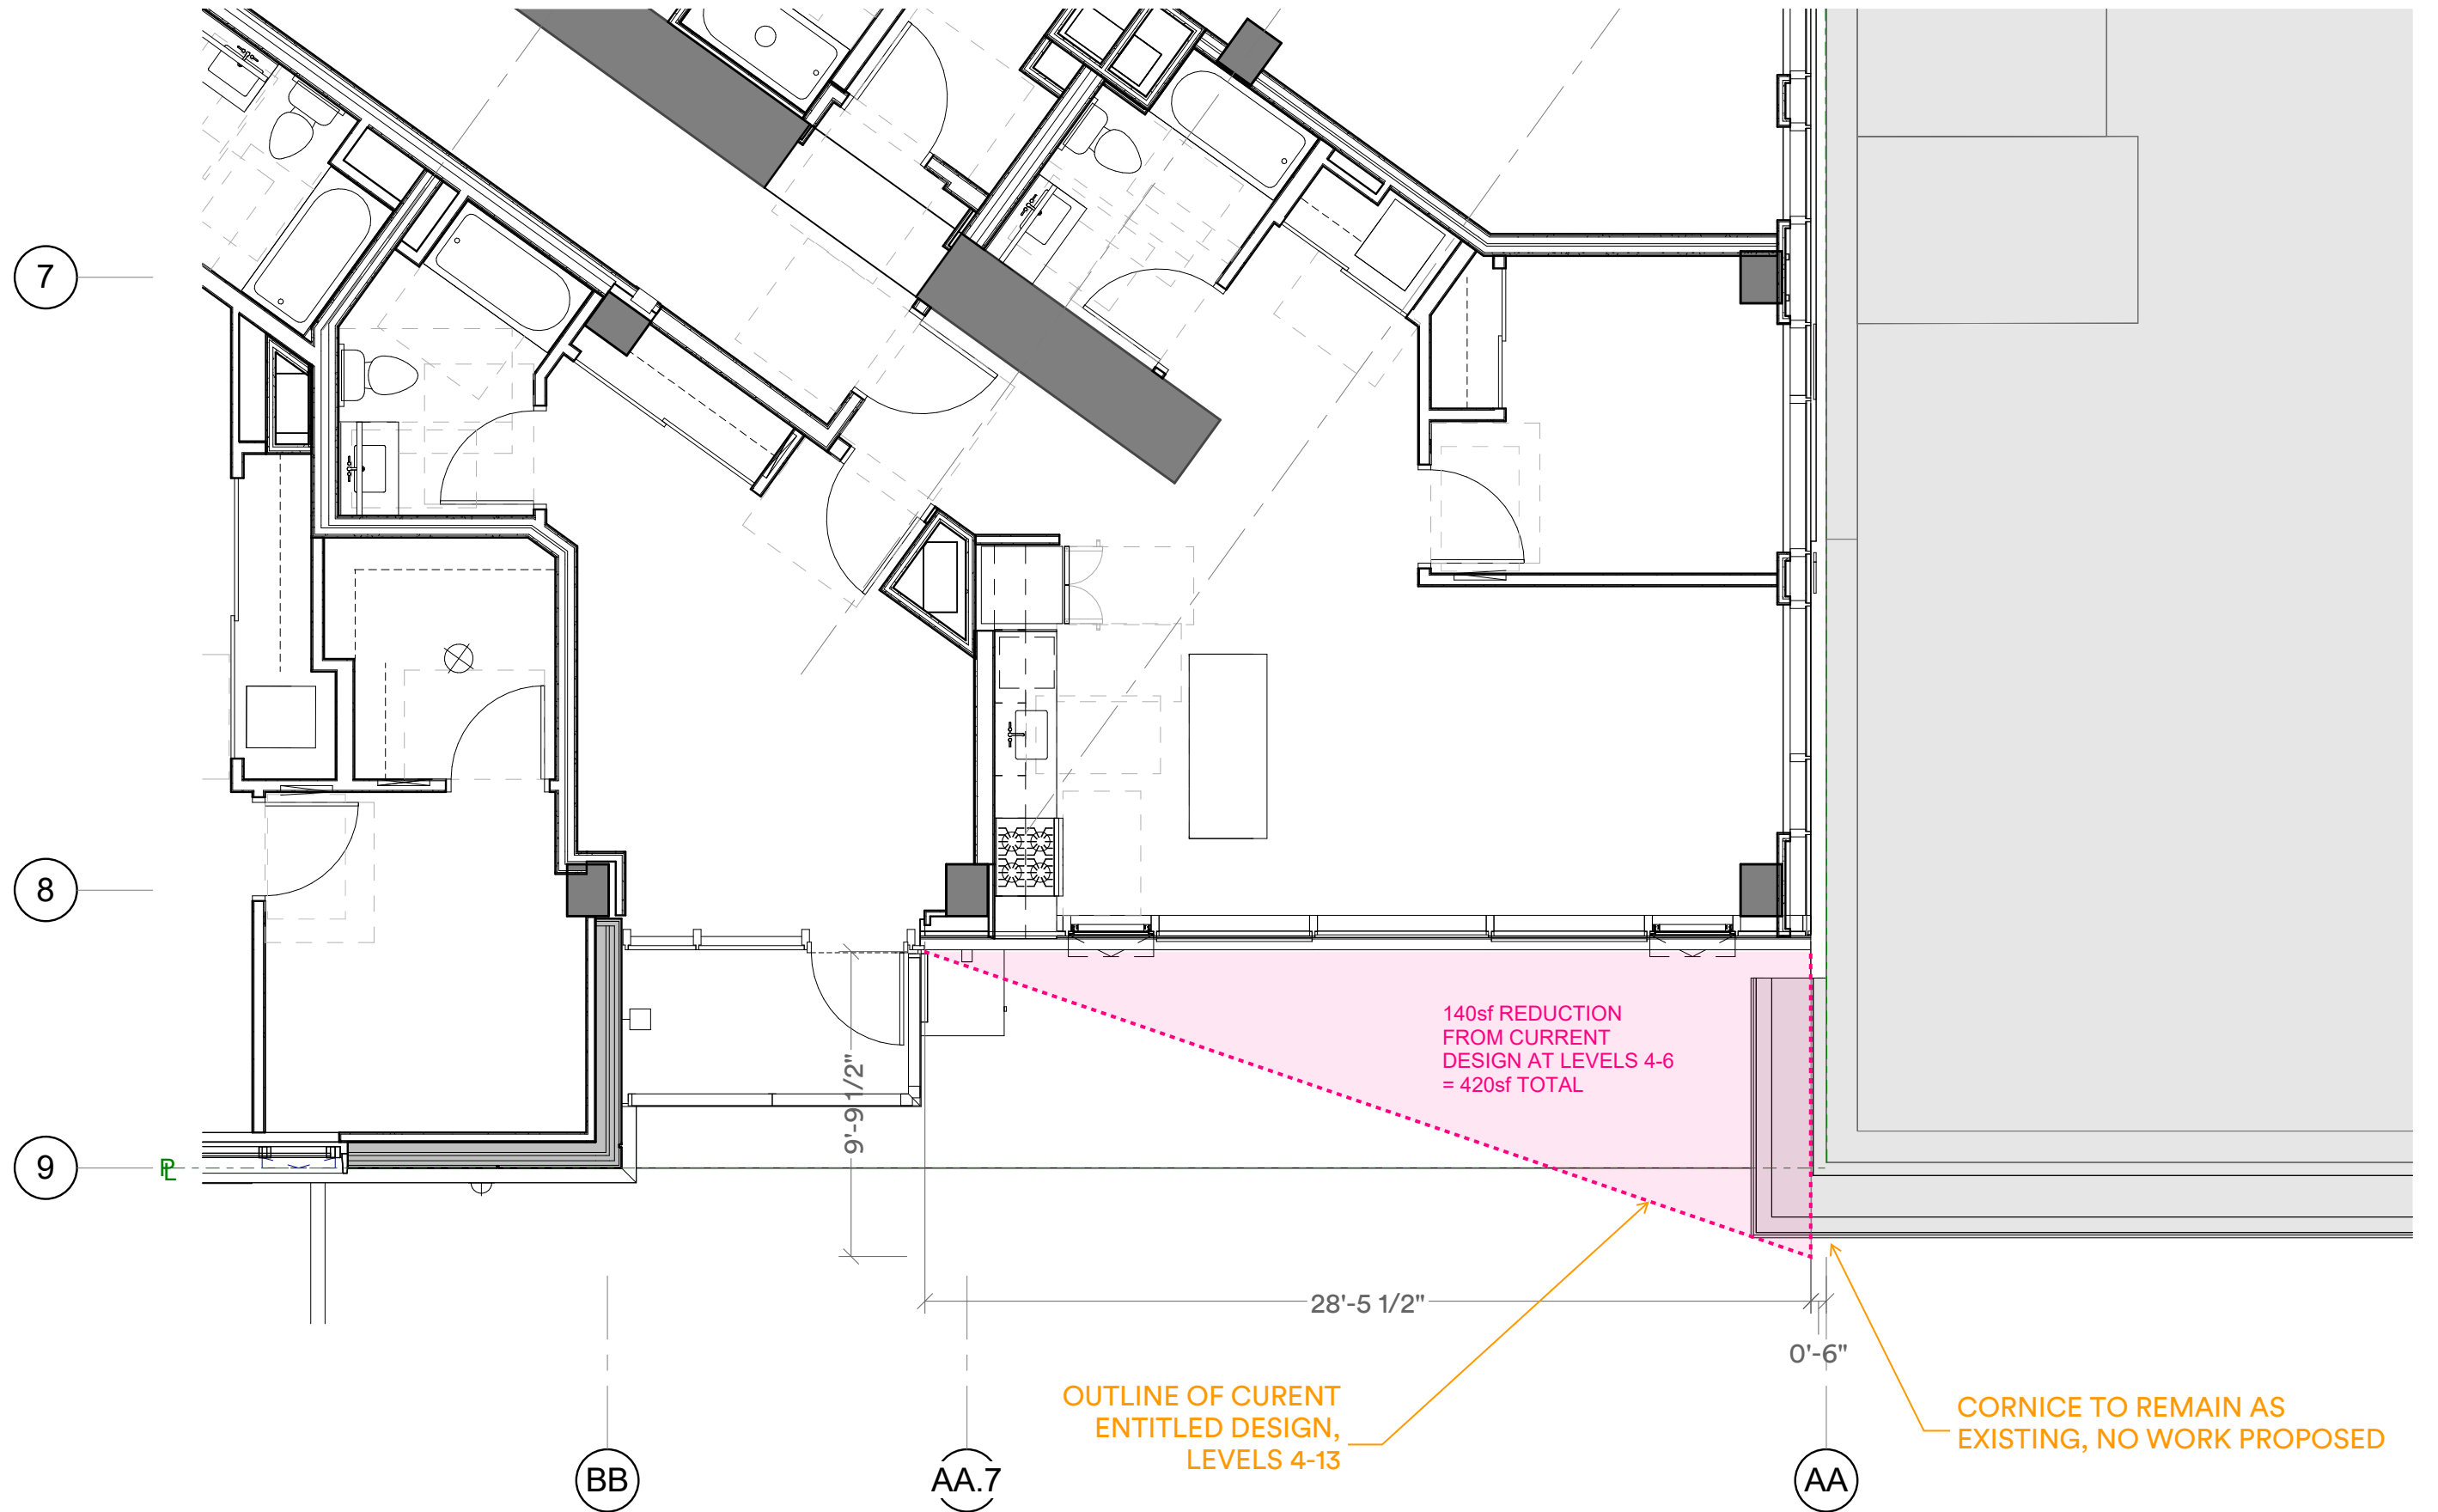 7
8
9
PL
140sf REDUCTION
FROM CURRENT
DESIGN AT LEVELS 4-6
= 420sf TOTAL
9'-9 1/2"
28'-5 1/2"
0'-6"
OUTLINE OF CURENT
ENTITLED DESIGN,
LEVELS 4-13
CORNICE TO REMAIN AS
EXISTING, NO WORK PROPOSED
BB
AA.7
AA